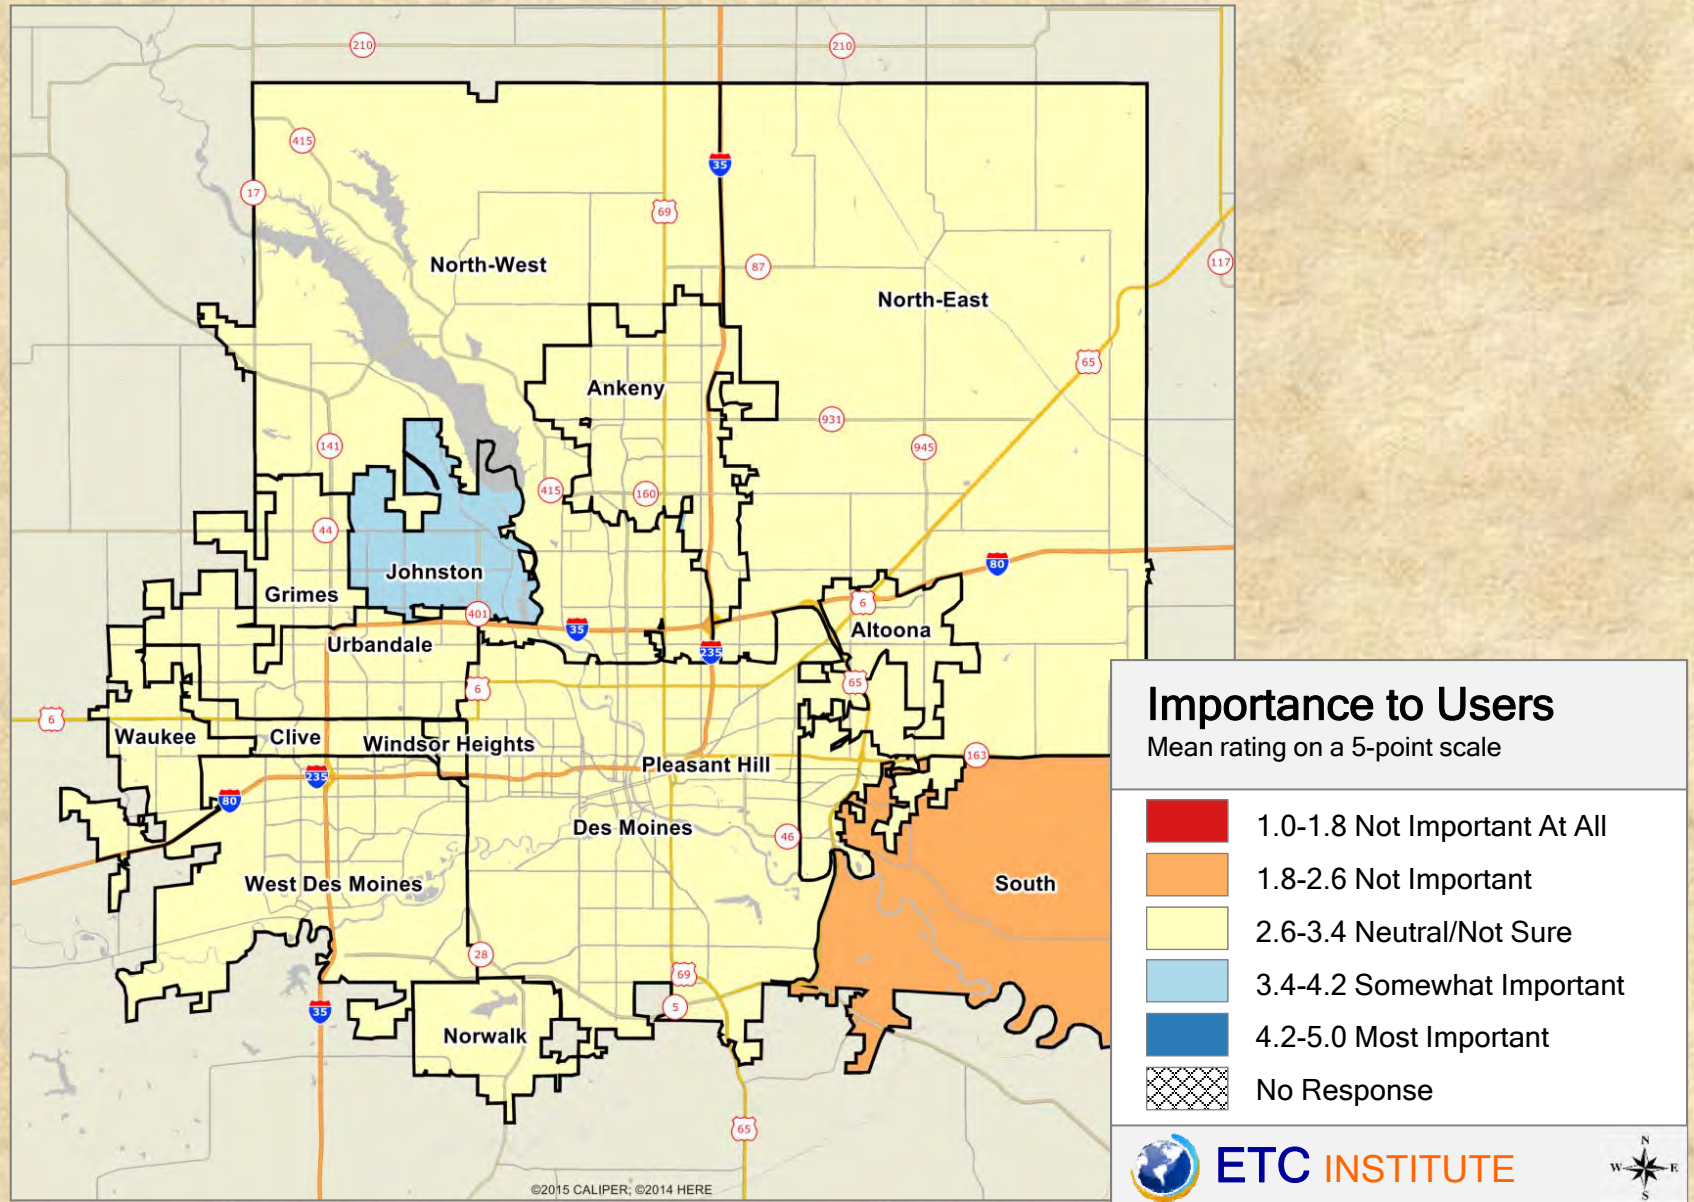 210
210
415
35
17
69
North-West
87
117
North-East
65
Ankeny
931
141
945
415
160
44
80
Johnston
Grimes
6
401
35
Altoona
Urbandale
235
65
6
6
Waukee
Clive
Windsor Heights
163
Pleasant Hill
235
80
Des Moines
46
West Des Moines
South
28
69
5
35
Norwalk
65
©2015 CALIPER; ©2014 HERE
Importance to Users
Mean rating on a 5-point scale
1.0-1.8 Not Important At All
1.8-2.6 Not Important
2.6-3.4 Neutral/Not Sure
3.4-4.2 Somewhat Important
4.2-5.0 Most Important
No Response
ETC INSTITUTE
N
W E
S